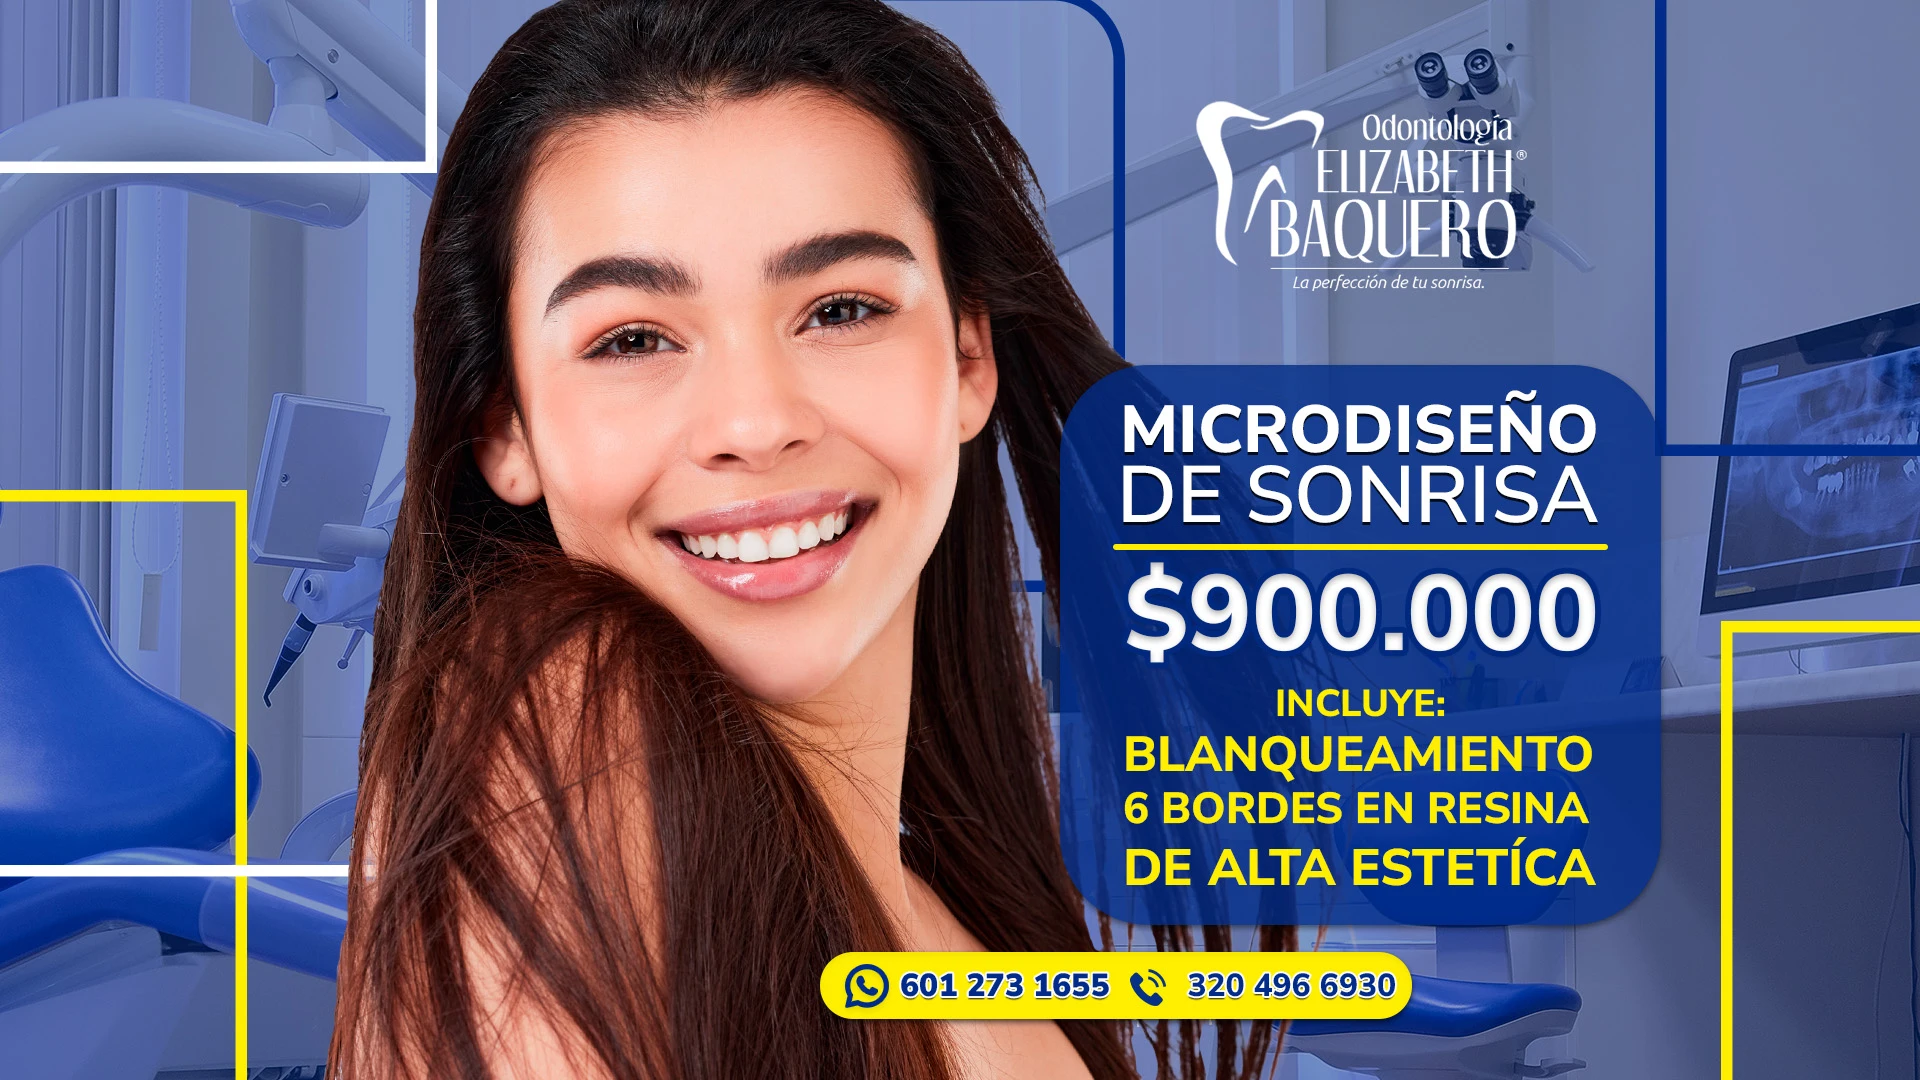 Odontología
ELIZABETH®
BAQUERO
La perfección de tu sonrisa.
MICRODISEÑO
DE SONRISA
$900.000
INCLUYE:
BLANQUEAMIENTO
6 BORDES EN RESINA
DE ALTA ESTETÍCA
601 273 1655 320 496 6930